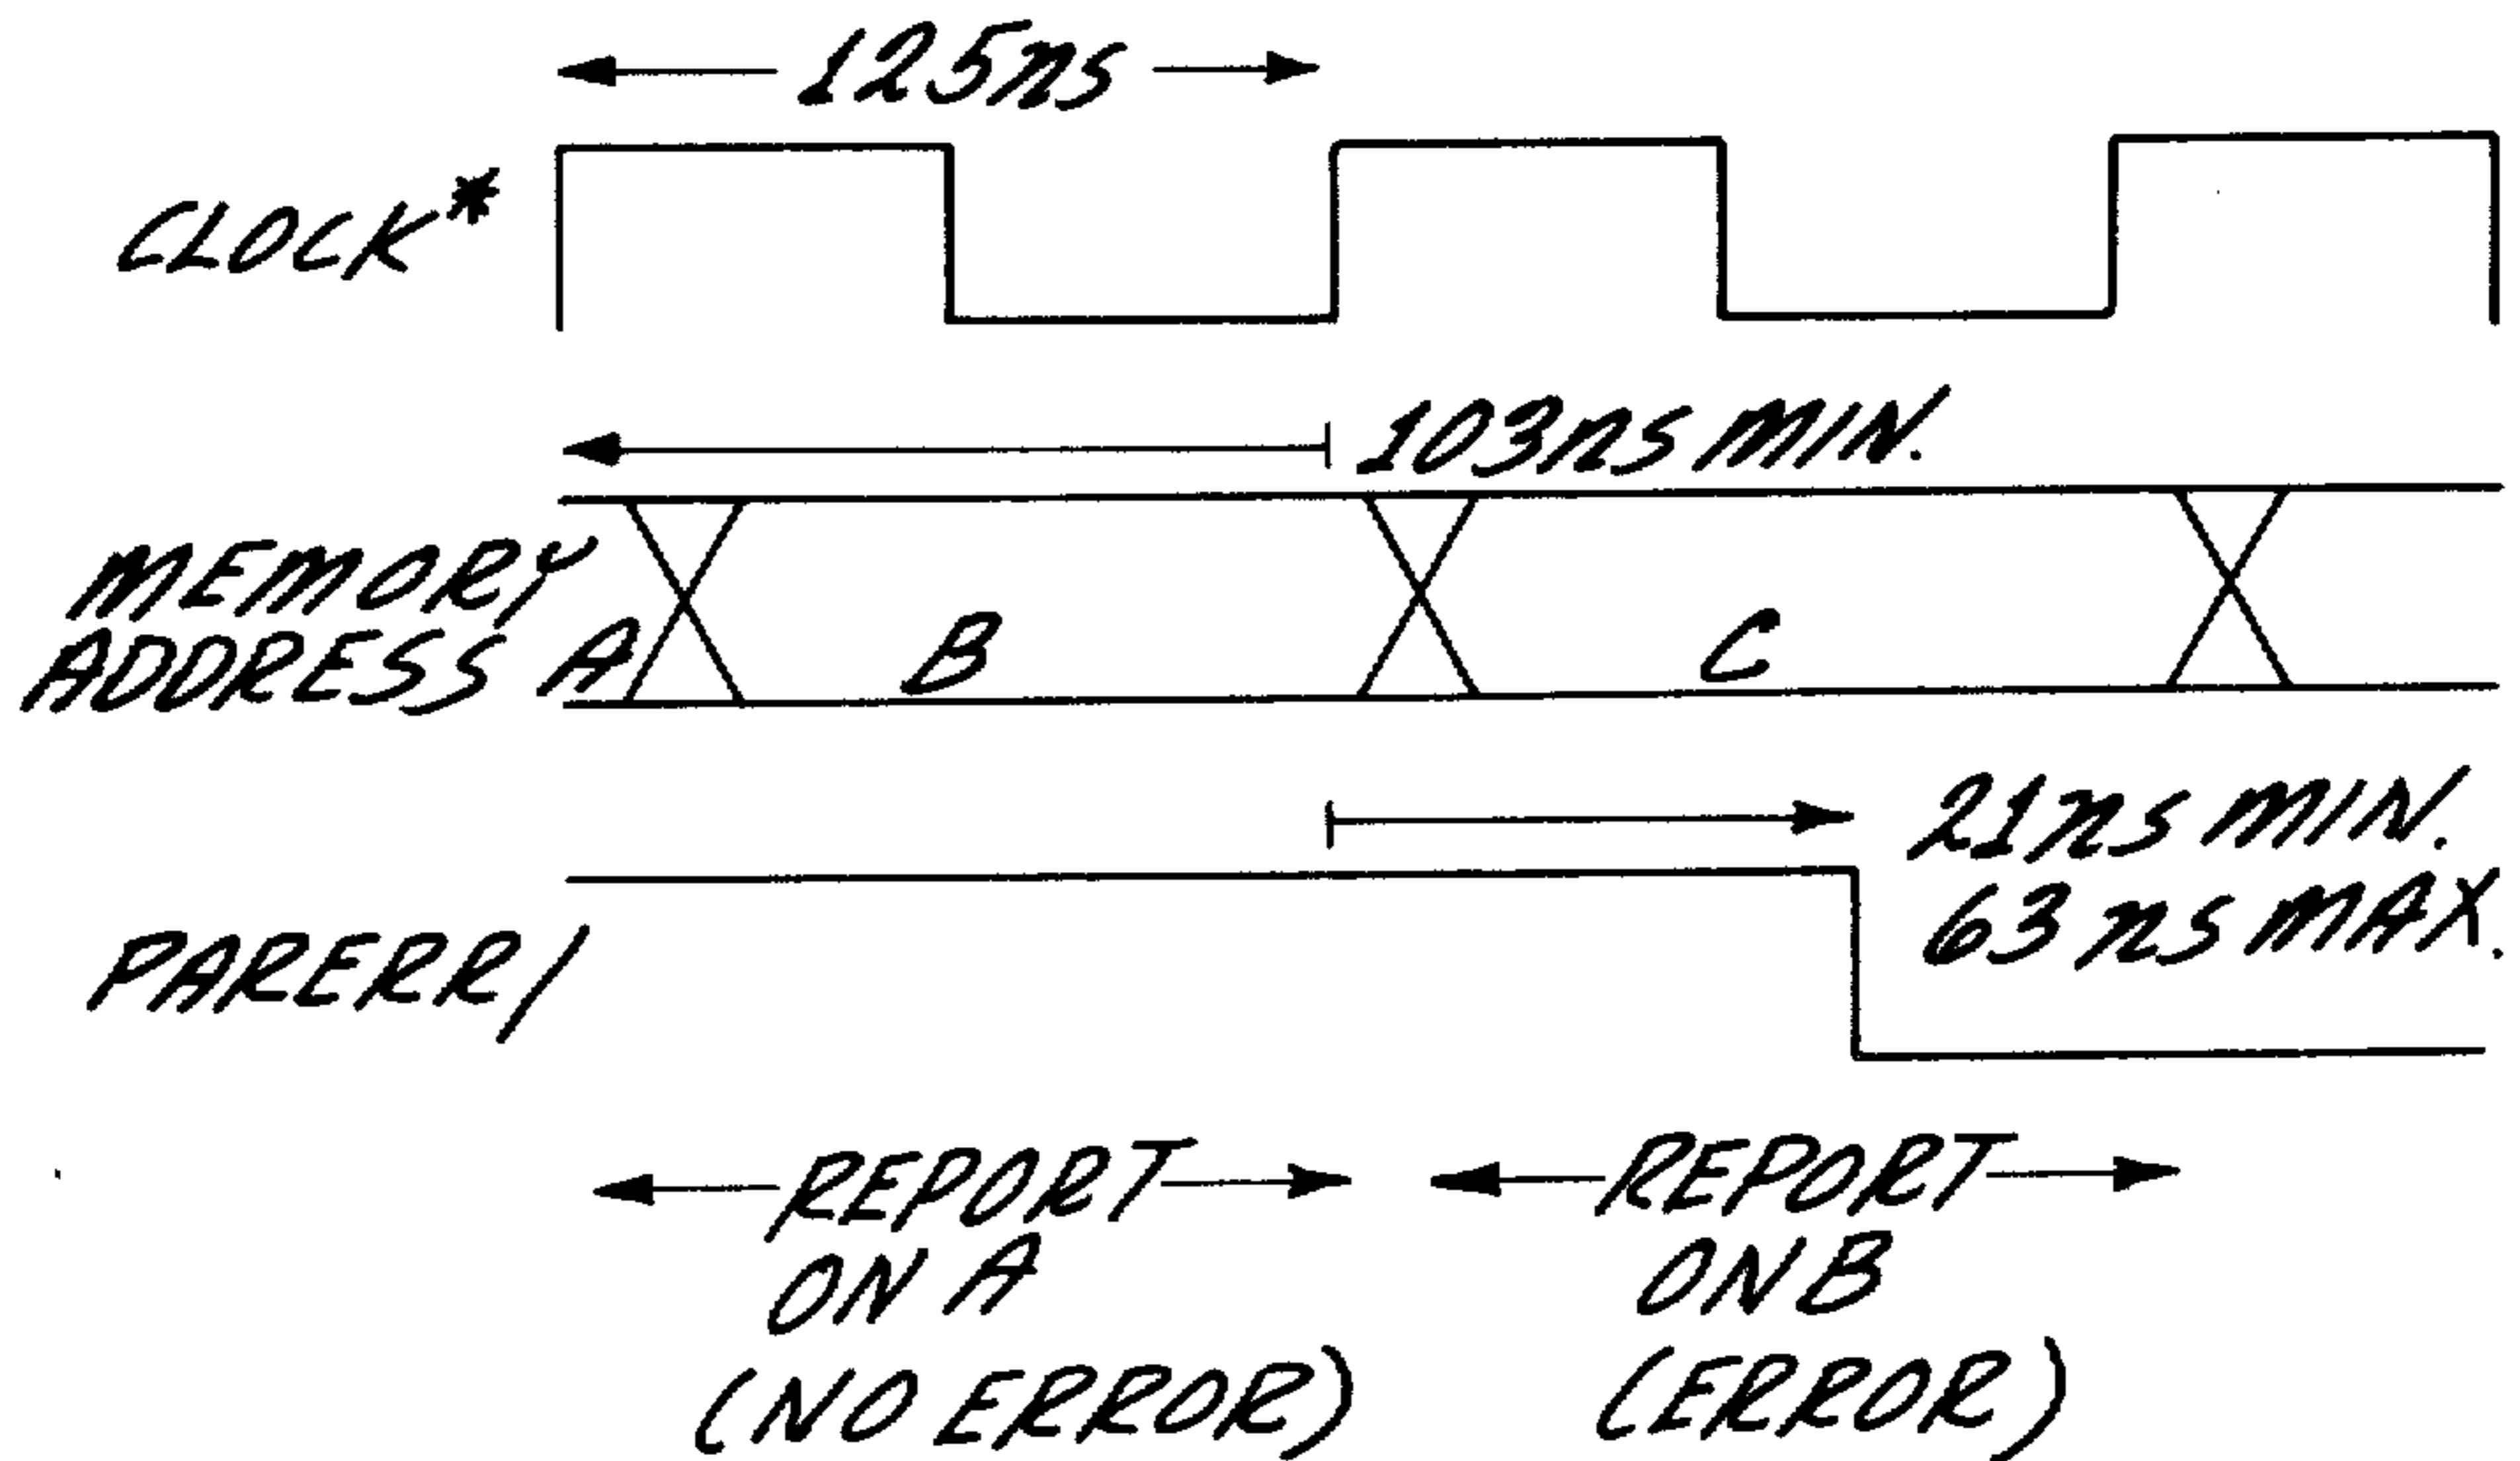 125ns
CLOCK*
103ns MIN.
MEMORY
ADDRESS
A
B
C
21ns MIN.
63ns MAX.
PARERR/
REPORT
ON A
(NO ERROR)
REPORT
ON B
(ERROR)